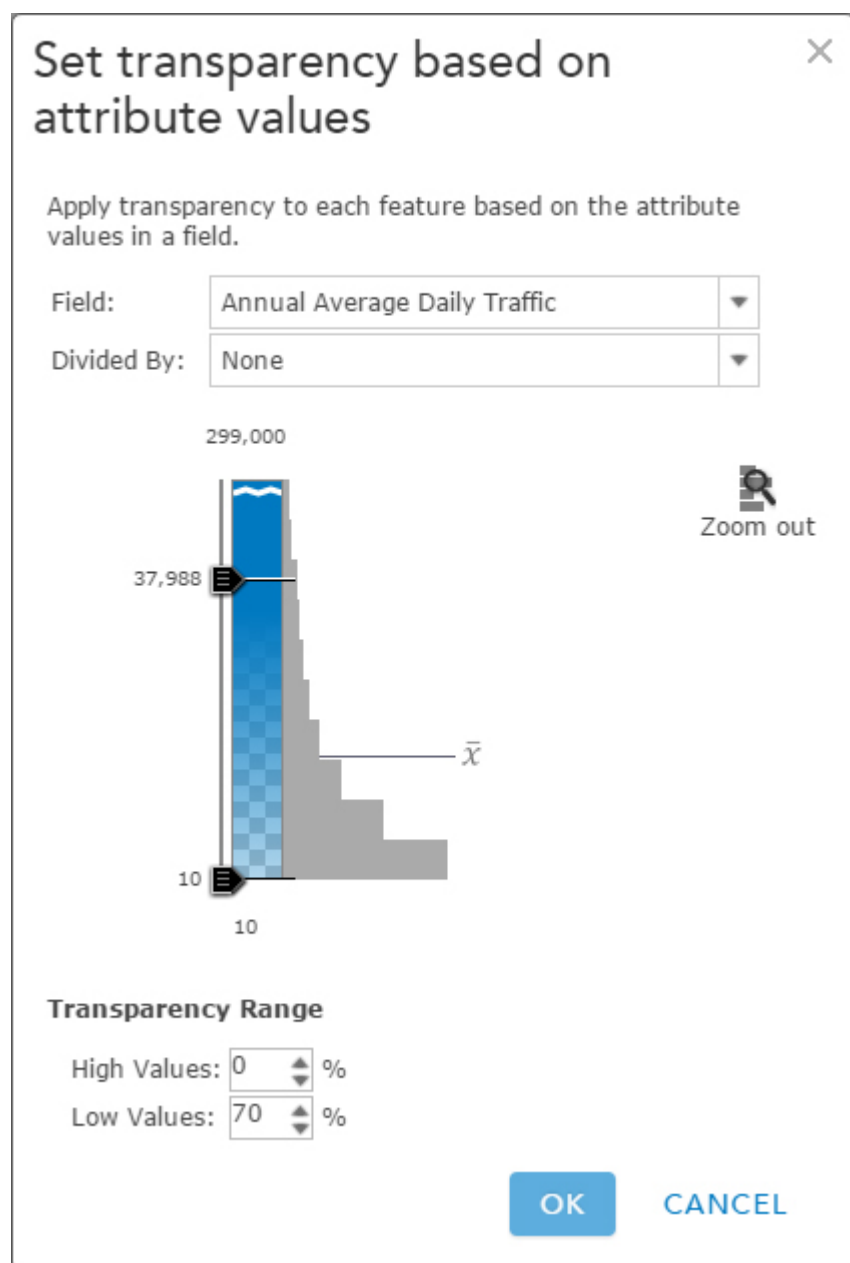 Set transparency based on
attribute values
Apply transparency to each feature based on the attribute
values in a field.
Field: Annual Average Daily Traffic
Divided By: None
299,000
Zoom out
37,988
x̄
10
10
Transparency Range
High Values: 0 %
Low Values: 70 %
OK CANCEL